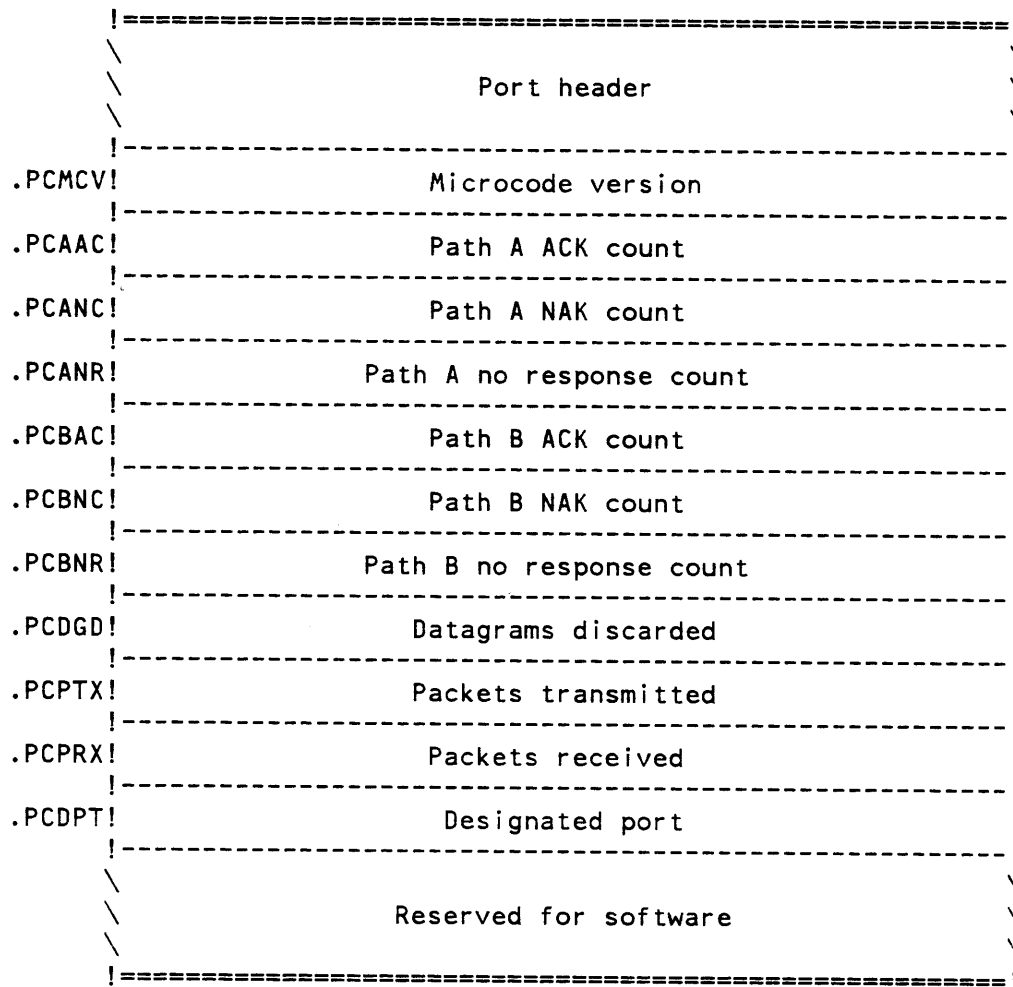 !=======================================================
\
\ Port header \
\
!-------------------------------------------------------
.PCMCV! Microcode version
!-------------------------------------------------------
.PCAAC! Path A ACK count
!-------------------------------------------------------
.PCANC! Path A NAK count
!-------------------------------------------------------
.PCANR! Path A no response count
!-------------------------------------------------------
.PCBAC! Path B ACK count
!-------------------------------------------------------
.PCBNC! Path B NAK count
!-------------------------------------------------------
.PCBNR! Path B no response count
!-------------------------------------------------------
.PCDGD! Datagrams discarded
!-------------------------------------------------------
.PCPTX! Packets transmitted
!-------------------------------------------------------
.PCPRX! Packets received
!-------------------------------------------------------
.PCDPT! Designated port
!-------------------------------------------------------
\ \
\ Reserved for software \
\ \
!=======================================================